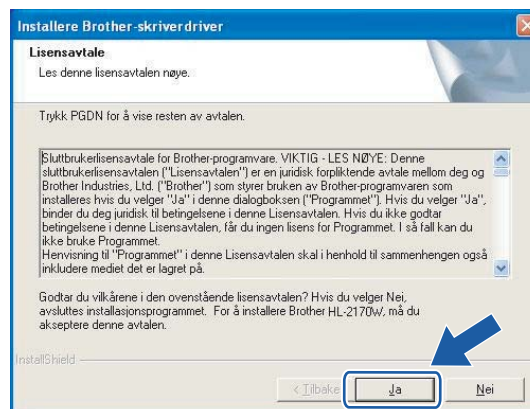 Installere Brother-skriverdriver
Lisensavtale
Les denne lisensavtalen nøye.
Trykk PGDN for å vise resten av avtalen.
Sluttbrukerlisensavtale for Brother-programvare. VIKTIG - LES NØYE: Denne
sluttbrukerlisensavtalen ("Lisensavtalen") er en juridisk forpliktende avtale mellom deg og
Brother Industries, Ltd. ("Brother") som styrer bruken av Brother-programvaren som
installeres hvis du velger "Ja" i denne dialogboksen ("Programmet"). Hvis du velger "Ja",
binder du deg juridisk til betingelsene i denne Lisensavtalen. Hvis du ikke godtar
betingelsene i denne Lisensavtalen, får du ingen lisens for Programmet. I så fall kan du
ikke bruke Programmet.
Henvisning til "Programmet" i denne Lisensavtalen skal i henhold til sammenhengen også
inkludere mediet det er lagret på.
Godtar du vilkårene i den ovenstående lisensavtalen? Hvis du velger Nei,
avsluttes installasjonsprogrammet. For å installere Brother HL-2170W, må du
akseptere denne avtalen.
InstallShield
< Tilbake Ja Nei